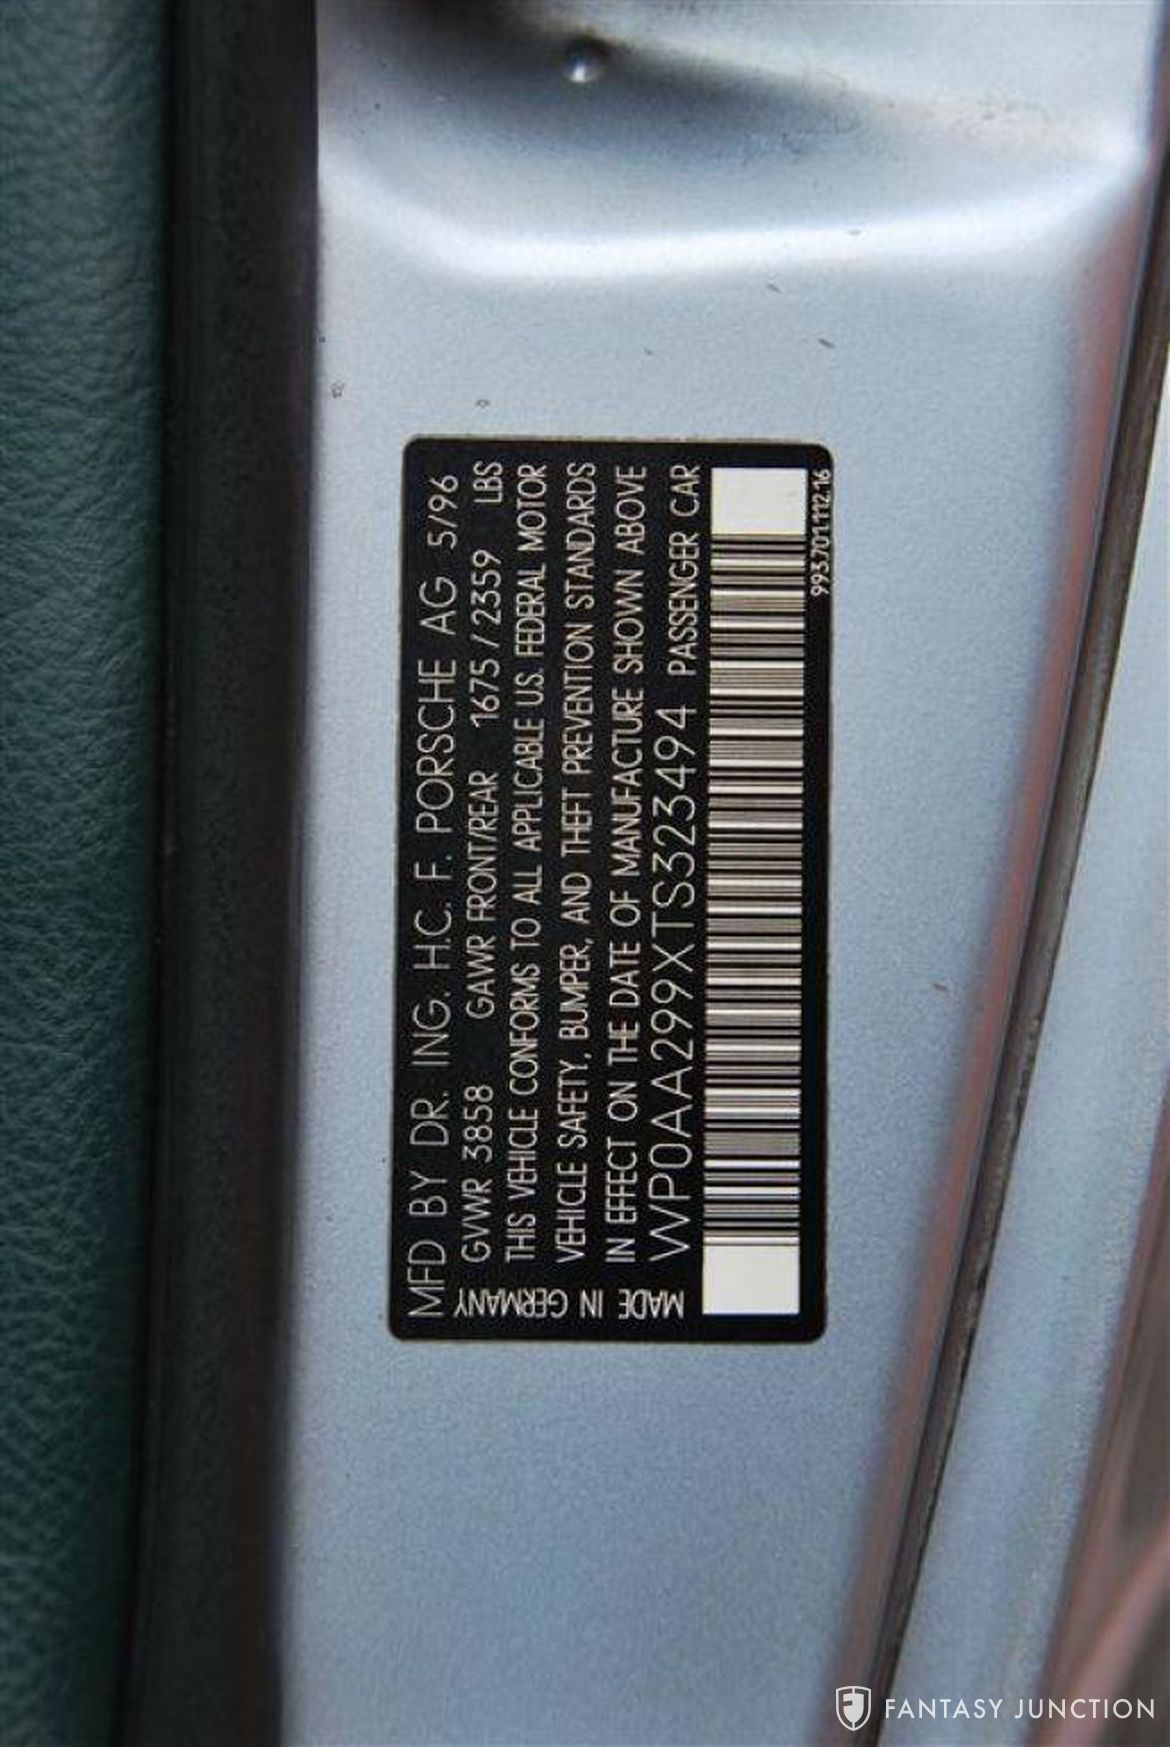 MFD BY DR. ING. H.C. F. PORSCHE AG 5/96
GVWR 3858 GAWR FRONT/REAR 1675/2359 LBS
THIS VEHICLE CONFORMS TO ALL APPLICABLE U.S. FEDERAL MOTOR
VEHICLE SAFETY, BUMPER, AND THEFT PREVENTION STANDARDS
IN EFFECT ON THE DATE OF MANUFACTURE SHOWN ABOVE
WP0AA299XTS323494 PASSENGER CAR
MADE IN GERMANY
993.701.112.16
FANTASY JUNCTION